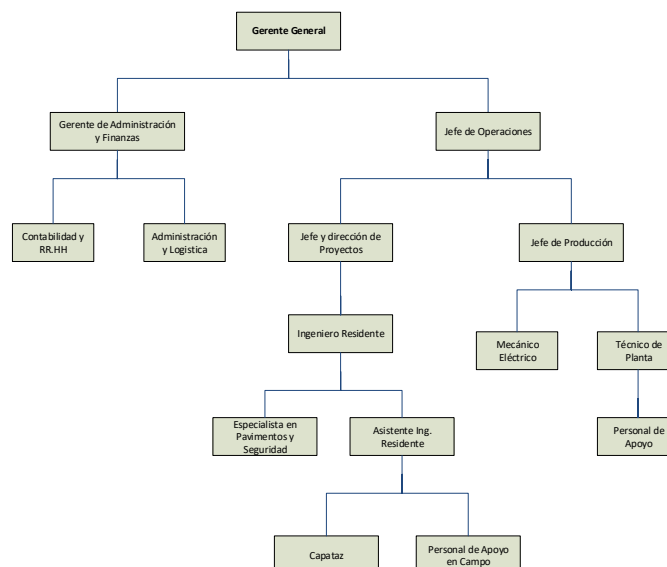 Gerente General
Gerente de Administración
y Finanzas
Jefe de Operaciones
Contabilidad y
RR.HH
Administración
y Logistica
Jefe y dirección de
Proyectos
Jefe de Producción
Ingeniero Residente
Mecánico
Eléctrico
Técnico de
Planta
Especialista en
Pavimentos y
Seguridad
Asistente Ing.
Residente
Personal de
Apoyo
Capataz
Personal de Apoyo
en Campo